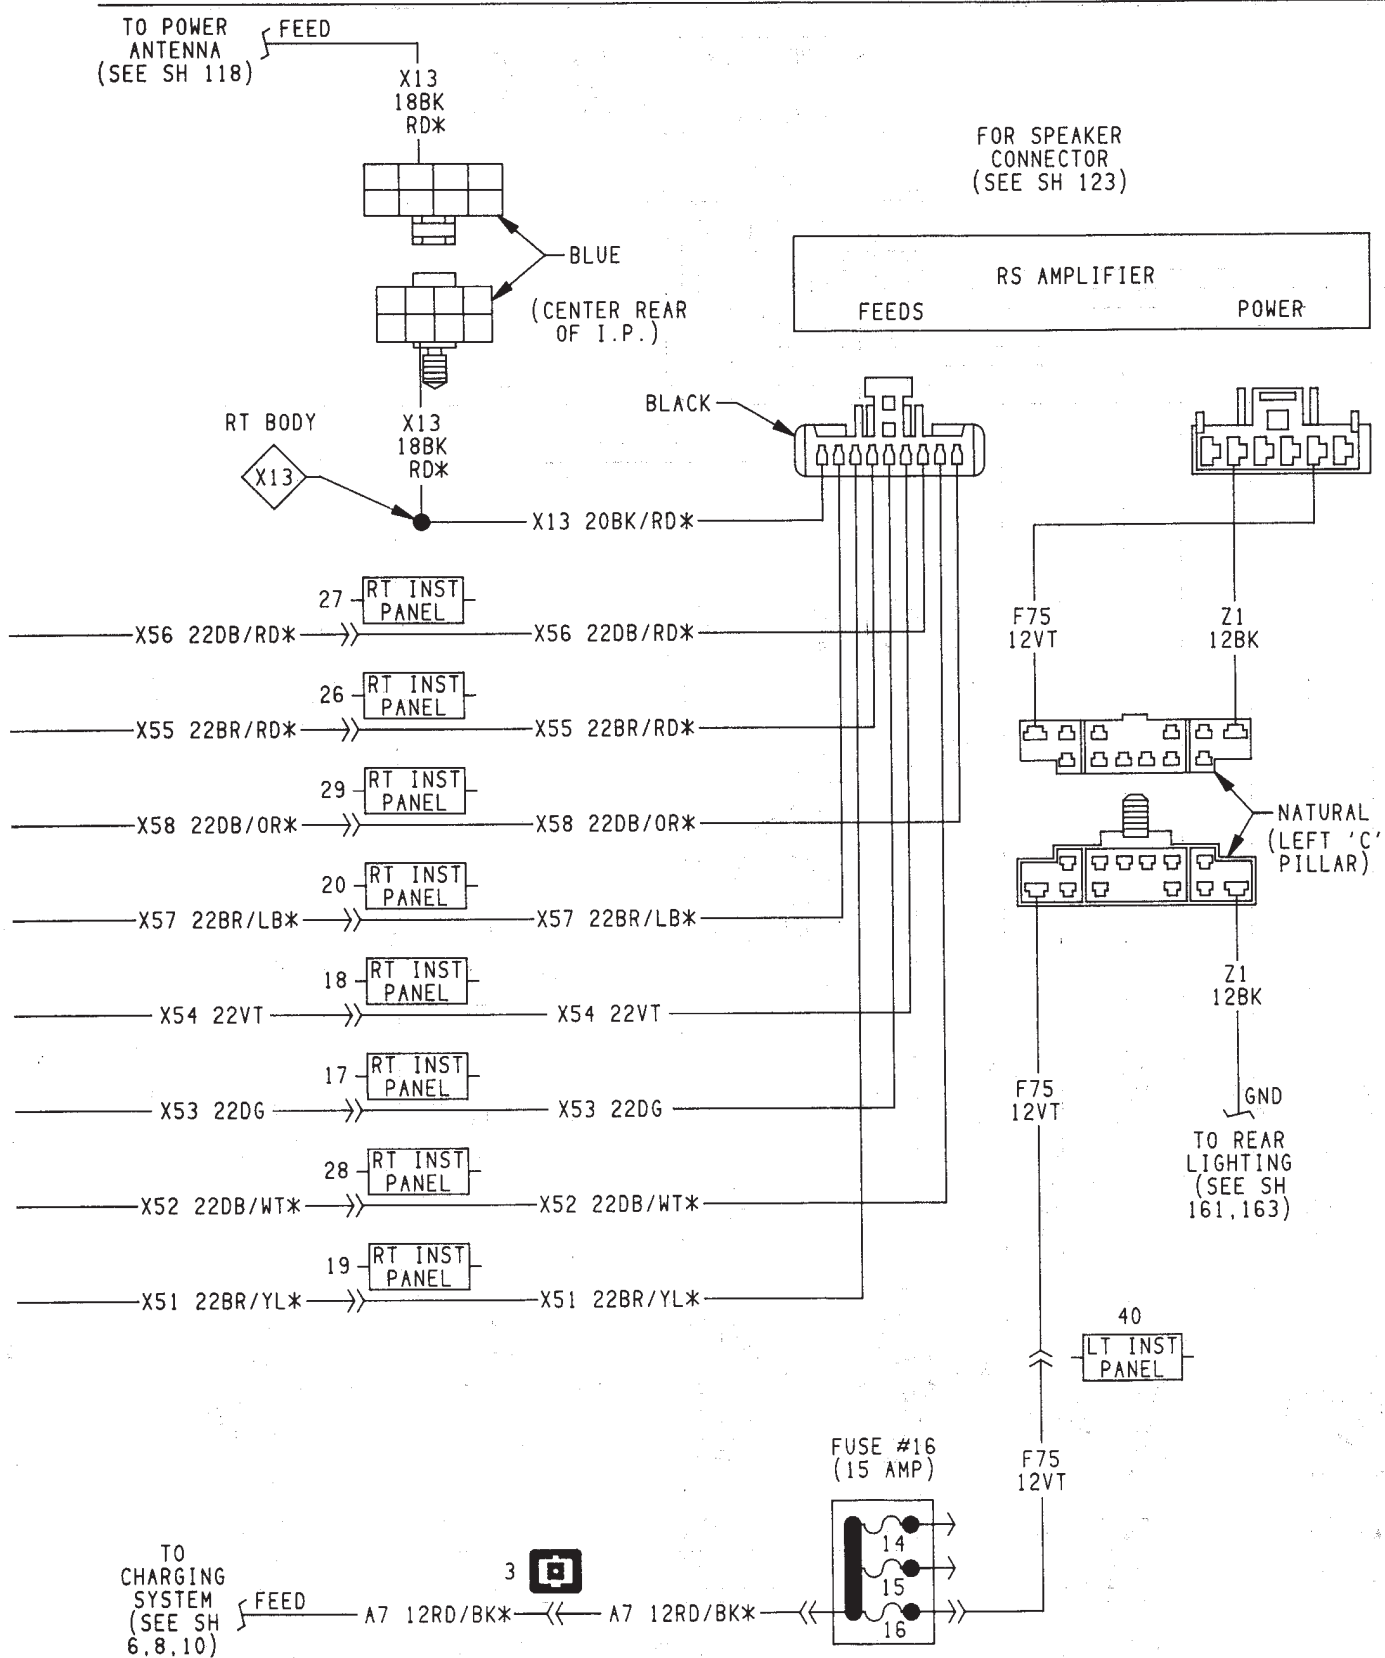 TO POWER
ANTENNA
(SEE SH 118)
FEED
X13
18BK
RD*
FOR SPEAKER
CONNECTOR
(SEE SH 123)
BLUE
(CENTER REAR
OF I.P.)
RS AMPLIFIER
FEEDS
POWER
BLACK
RT BODY
X13
X13
18BK
RD*
X13 20BK/RD*
27
RT INST
PANEL
X56 22DB/RD*
X56 22DB/RD*
F75
12VT
Z1
12BK
26
RT INST
PANEL
X55 22BR/RD*
X55 22BR/RD*
29
RT INST
PANEL
X58 22DB/OR*
X58 22DB/OR*
NATURAL
(LEFT 'C'
PILLAR)
20
RT INST
PANEL
X57 22BR/LB*
X57 22BR/LB*
18
RT INST
PANEL
X54 22VT
X54 22VT
Z1
12BK
17
RT INST
PANEL
X53 22DG
X53 22DG
F75
12VT
GND
TO REAR
LIGHTING
(SEE SH
161,163)
28
RT INST
PANEL
X52 22DB/WT*
X52 22DB/WT*
19
RT INST
PANEL
X51 22BR/YL*
X51 22BR/YL*
40
LT INST
PANEL
FUSE #16
(15 AMP)
F75
12VT
14
15
16
TO
CHARGING
SYSTEM
(SEE SH
6,8,10)
FEED
A7 12RD/BK*
3
A7 12RD/BK*